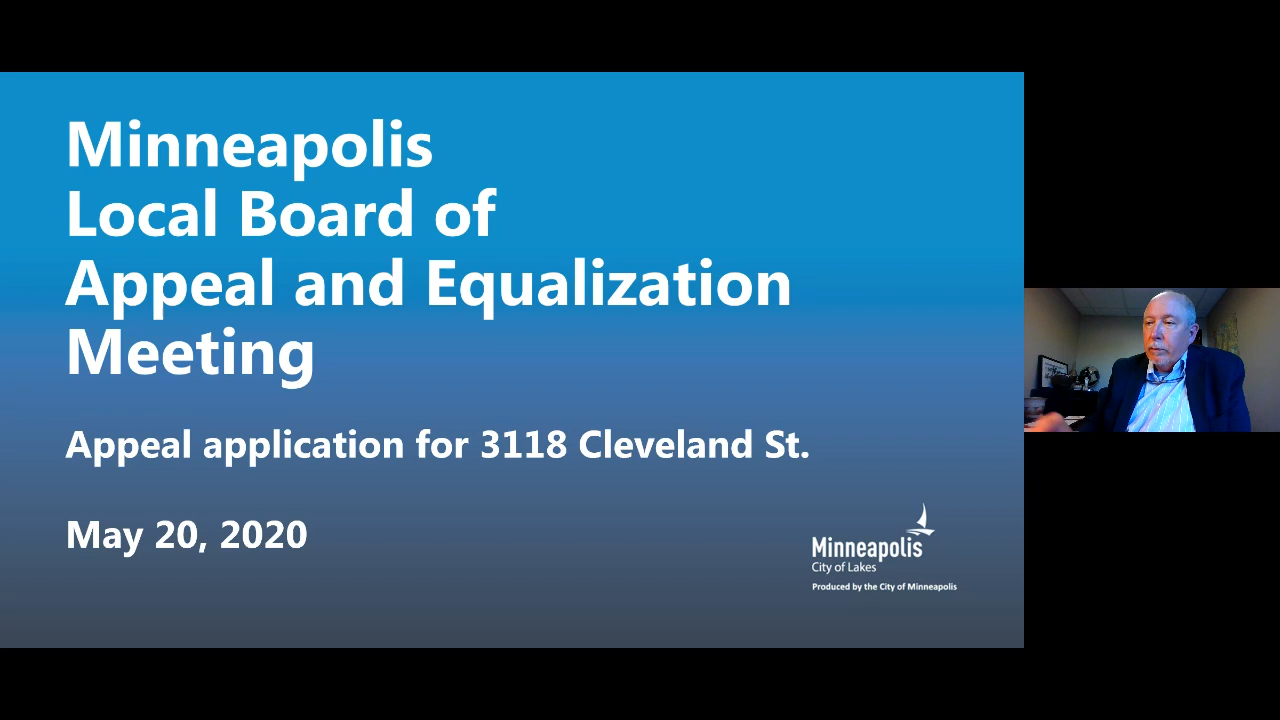 Minneapolis
Local Board of
Appeal and Equalization
Meeting
Appeal application for 3118 Cleveland St.
May 20, 2020
Minneapolis
City of Lakes
Produced by the City of Minneapolis